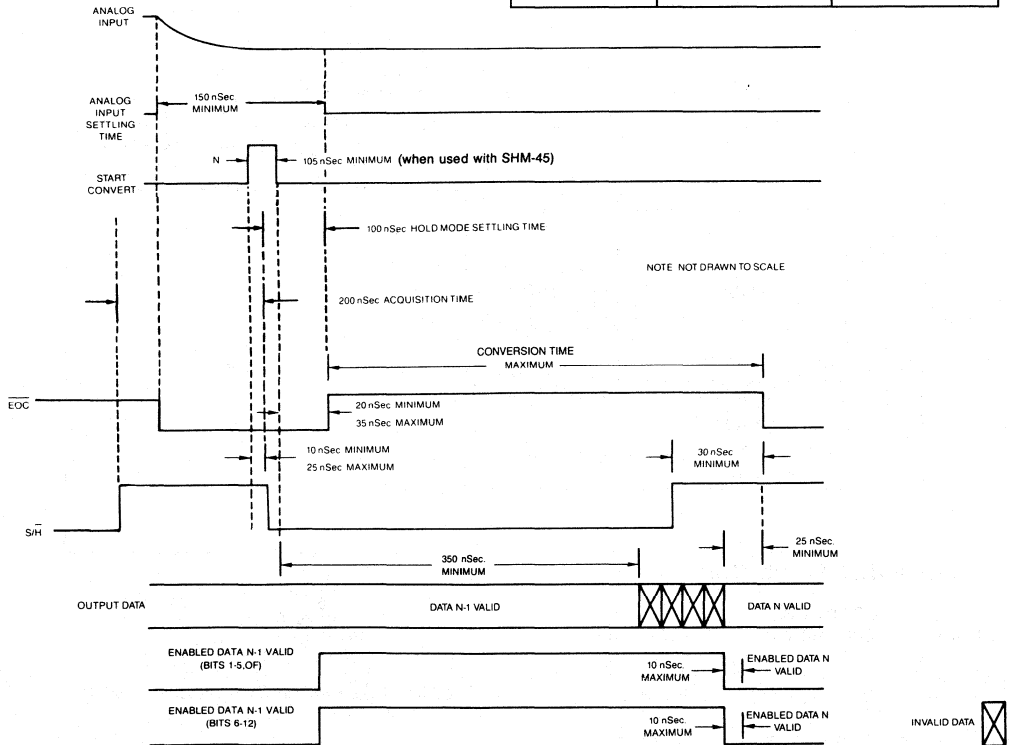 ANALOG
INPUT
ANALOG
INPUT
SETTLING
TIME
150 nSec
MINIMUM
N
105 nSec MINIMUM (when used with SHM-45)
START
CONVERT
100 nSec HOLD MODE SETTLING TIME
NOTE NOT DRAWN TO SCALE
200 nSec ACQUISITION TIME
CONVERSION TIME
MAXIMUM
EOC
20 nSec MINIMUM
35 nSec MAXIMUM
10 nSec MINIMUM
25 nSec MAXIMUM
30 nSec
MINIMUM
S/H
350 nSec.
MINIMUM
25 nSec.
MINIMUM
OUTPUT DATA
DATA N-1 VALID
DATA N VALID
ENABLED DATA N-1 VALID
(BITS 1-5,OF)
10 nSec.
MAXIMUM
ENABLED DATA N
VALID
ENABLED DATA N-1 VALID
(BITS 6-12)
10 nSec.
MAXIMUM
ENABLED DATA N
VALID
INVALID DATA